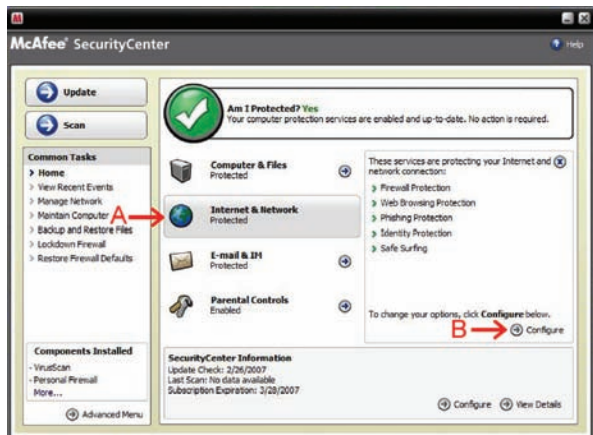 McAfee® SecurityCenter
Help
Update
Scan
Am I Protected? Yes
Your computer protection services are enabled and up-to-date. No action is required.
Common Tasks
Home
View Recent Events
Manage Network
Maintain Computer
Backup and Restore Files
Lockdown Firewall
Restore Firewall Defaults
A
Computer & Files
Protected
Internet & Network
Protected
E-mail & IM
Protected
Parental Controls
Enabled
These services are protecting your Internet and
network connection:
Firewall Protection
Web Browsing Protection
Phishing Protection
Identity Protection
Safe Surfing
To change your options, click Configure below.
B
Configure
Components Installed
- VirusScan
- Personal Firewall
More...
Advanced Menu
SecurityCenter Information
Update Check: 2/26/2007
Last Scan: No data available
Subscription Expiration: 3/28/2007
Configure
View Details